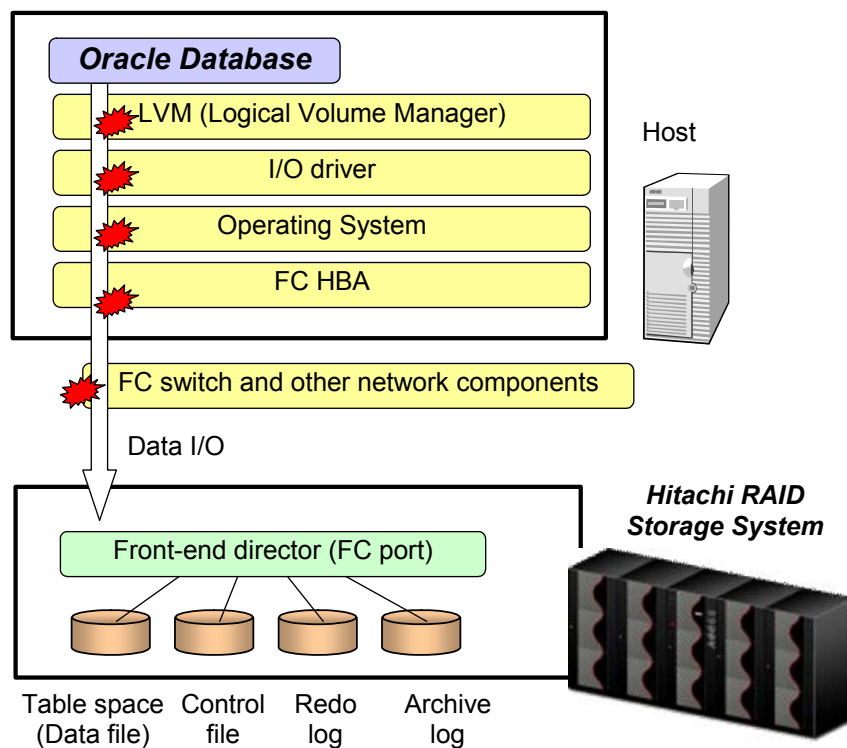 Oracle Database
LVM (Logical Volume Manager)
Host
I/O driver
Operating System
FC HBA
FC switch and other network components
Data I/O
Hitachi RAID
Storage System
Front-end director (FC port)
Table space
(Data file)
Control
file
Redo
log
Archive
log